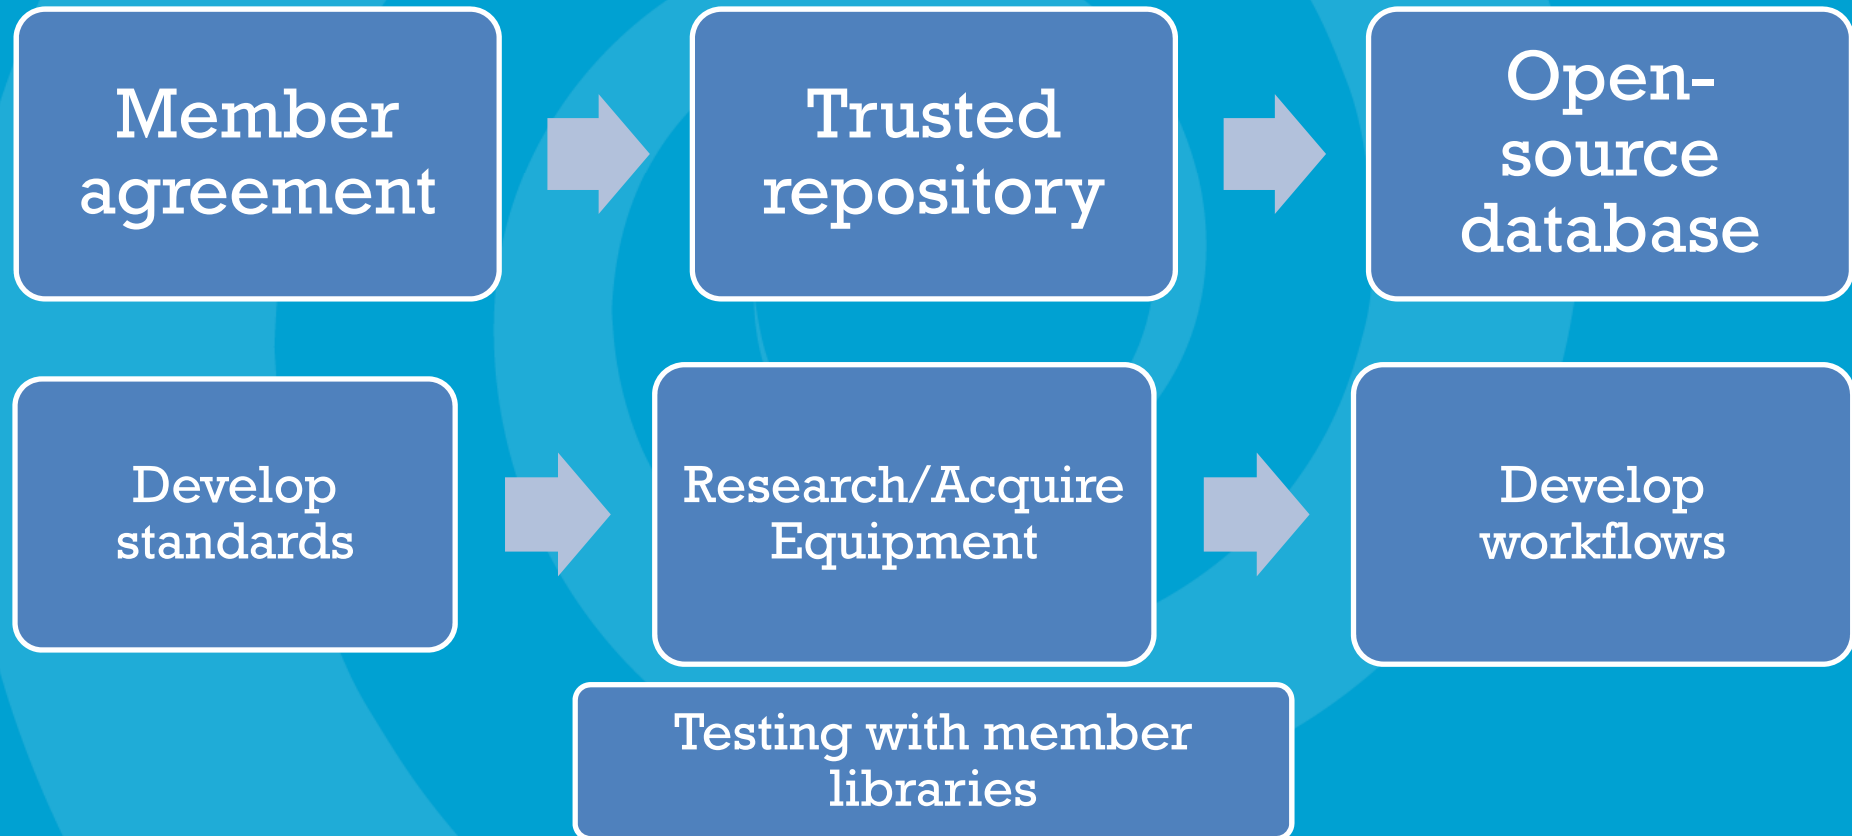 Member
agreement
Trusted
repository
Open-
source
database
Develop
standards
Research/Acquire
Equipment
Develop
workflows
Testing with member
libraries